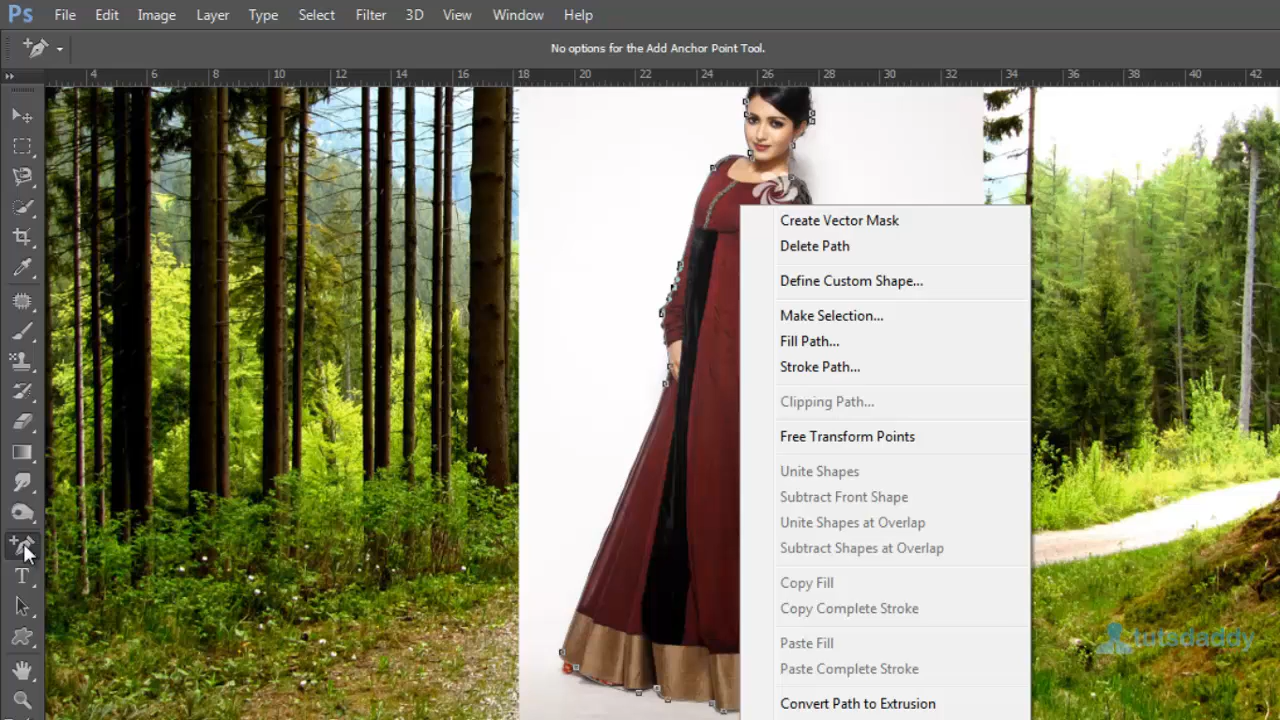 Ps File Edit Image Layer Type Select Filter 3D View Window Help
No options for the Add Anchor Point Tool.
4 6 8 10 12 14 16 18 20 22 24 26 28 30 32 34 36 38 40 42
Create Vector Mask
Delete Path
Define Custom Shape...
Make Selection...
Fill Path...
Stroke Path...
Clipping Path...
Free Transform Points
Unite Shapes
Subtract Front Shape
Unite Shapes at Overlap
Subtract Shapes at Overlap
Copy Fill
Copy Complete Stroke
T
tutsdaddy
Paste Fill
Paste Complete Stroke
Convert Path to Extrusion